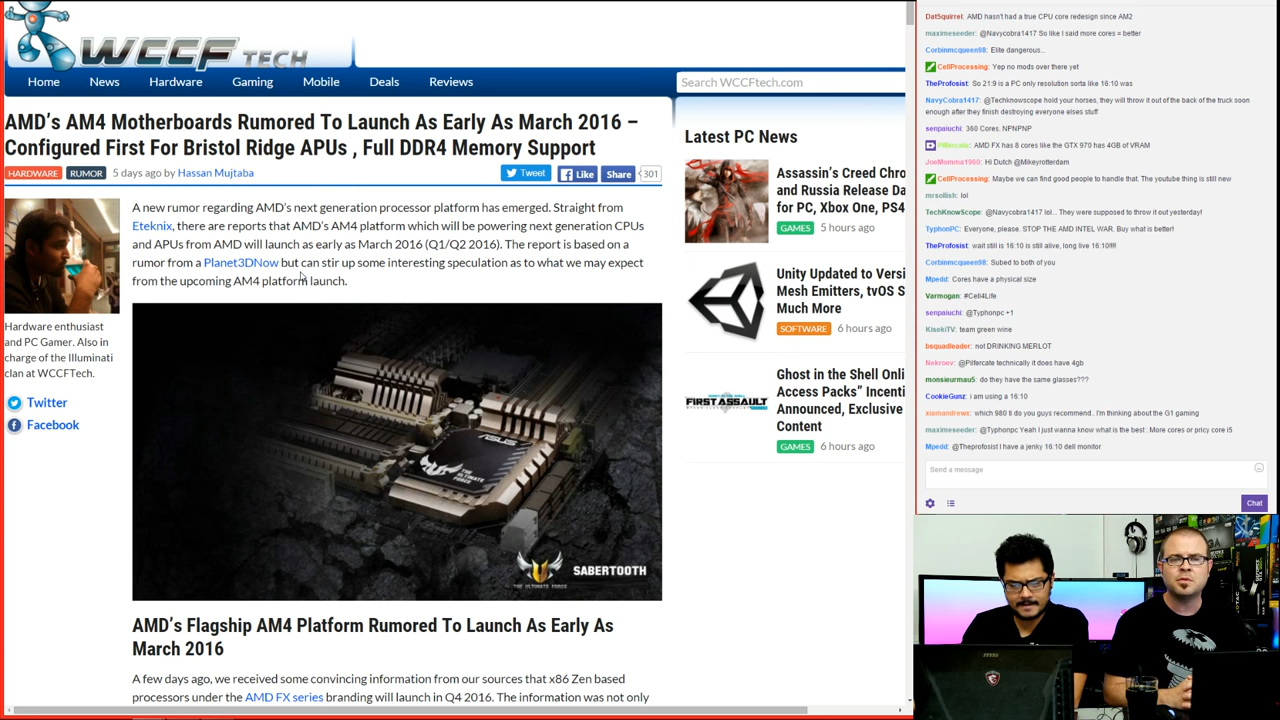 WCCF TECH
Home News Hardware Gaming Mobile Deals Reviews
Search WCCFtech.com
AMD's AM4 Motherboards Rumored To Launch As Early As March 2016 –
Configured First For Bristol Ridge APUs , Full DDR4 Memory Support
HARDWARE RUMOR 5 days ago by Hassan Mujtaba
Tweet Like Share 301
A new rumor regarding AMD's next generation processor platform has emerged. Straight from
Eteknix, there are reports that AMD's AM4 platform which will be powering next generation CPUs
and APUs from AMD will launch as early as March 2016 (Q1/Q2 2016). The report is based on a
rumor from a Planet3DNow but can stir up some interesting speculation as to what we may expect
from the upcoming AM4 platform launch.
Hardware enthusiast
and PC Gamer. Also in
charge of the Illuminati
clan at WCCFTech.
Twitter
Facebook
ASUS
THE ULTIMATE
FORCE
THE ULTIMATE FORCE
SABERTOOTH
AMD's Flagship AM4 Platform Rumored To Launch As Early As
March 2016
A few days ago, we received some convincing information from our sources that x86 Zen based
processors under the AMD FX series branding will launch in Q4 2016. The information was not only
Latest PC News
Assassin's Creed Chro
and Russia Release Da
for PC, Xbox One, PS4
GAMES 5 hours ago
Unity Updated to Versi
Mesh Emitters, tvOS S
Much More
SOFTWARE 6 hours ago
FIRST ASSAULT
Ghost in the Shell Onli
Access Packs" Incenti
Announced, Exclusive
Content
GAMES 6 hours ago
DatSquirrel: AMD hasn't had a true CPU core redesign since AM2
maximeseeder: @Navycobra1417 So like I said more cores = better
Corbinmcqueen98: Elite dangerous...
CellProcessing: Yep no mods over there yet
TheProfosist: So 21:9 is a PC only resolution sorta like 16:10 was
NavyCobra1417: @Techknowscope hold your horses, they will throw it out of the back of the truck soon
enough after they finish destroying everyone elses stuff
senpaiuchi: 360 Cores. NPNPNP
Pilfercate: AMD FX has 8 cores like the GTX 970 has 4GB of VRAM
JoeMomma1960: Hi Dutch @Mikeyrotterdam
CellProcessing: Maybe we can find good people to handle that. The youtube thing is still new
mrsollish: lol
TechKnowScope: @Navycobra1417 lol... They were supposed to throw it out yesterday!
TyphonPC: Everyone, please. STOP THE AMD INTEL WAR. Buy what is better!
TheProfosist: wait still is 16:10 is still alive, long live 16:10!!!!
Corbinmcqueen98: Subed to both of you
Mpedd: Cores have a physical size
Varmogan: #Cell4Life
senpaiuchi: @Typhonpc +1
KisekiTV: team green wine
bsquadleader: not DRINKING MERLOT
Nekroev: @Pilfercate technically it does have 4gb
monsieurmau5: do they have the same glasses???
CookieGunz: i am using a 16:10
xiamandrews: which 980 ti do you guys recommend.. I'm thinking about the G1 gaming
maximeseeder: @Typhonpc Yeah I just wanna know what is the best : More cores or pricy core i5
Mpedd: @Theprofosist I have a jenky 16:10 dell monitor
Send a message
Chat
msi